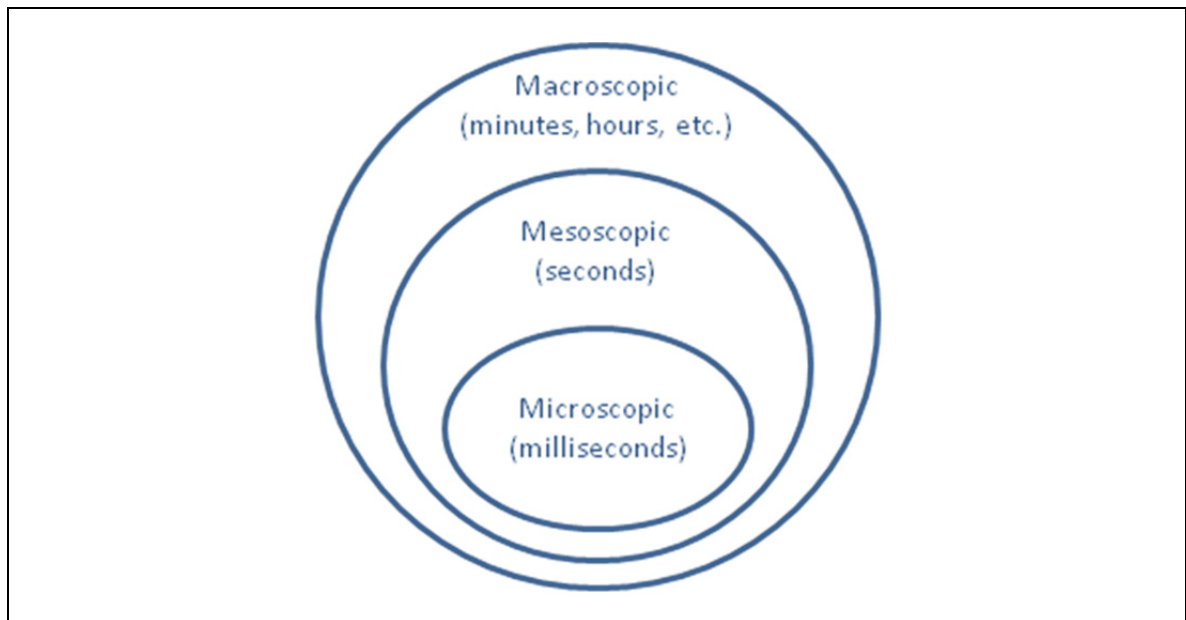 Macroscopic
(minutes, hours, etc.)
Mesoscopic
(seconds)
Microscopic
(milliseconds)